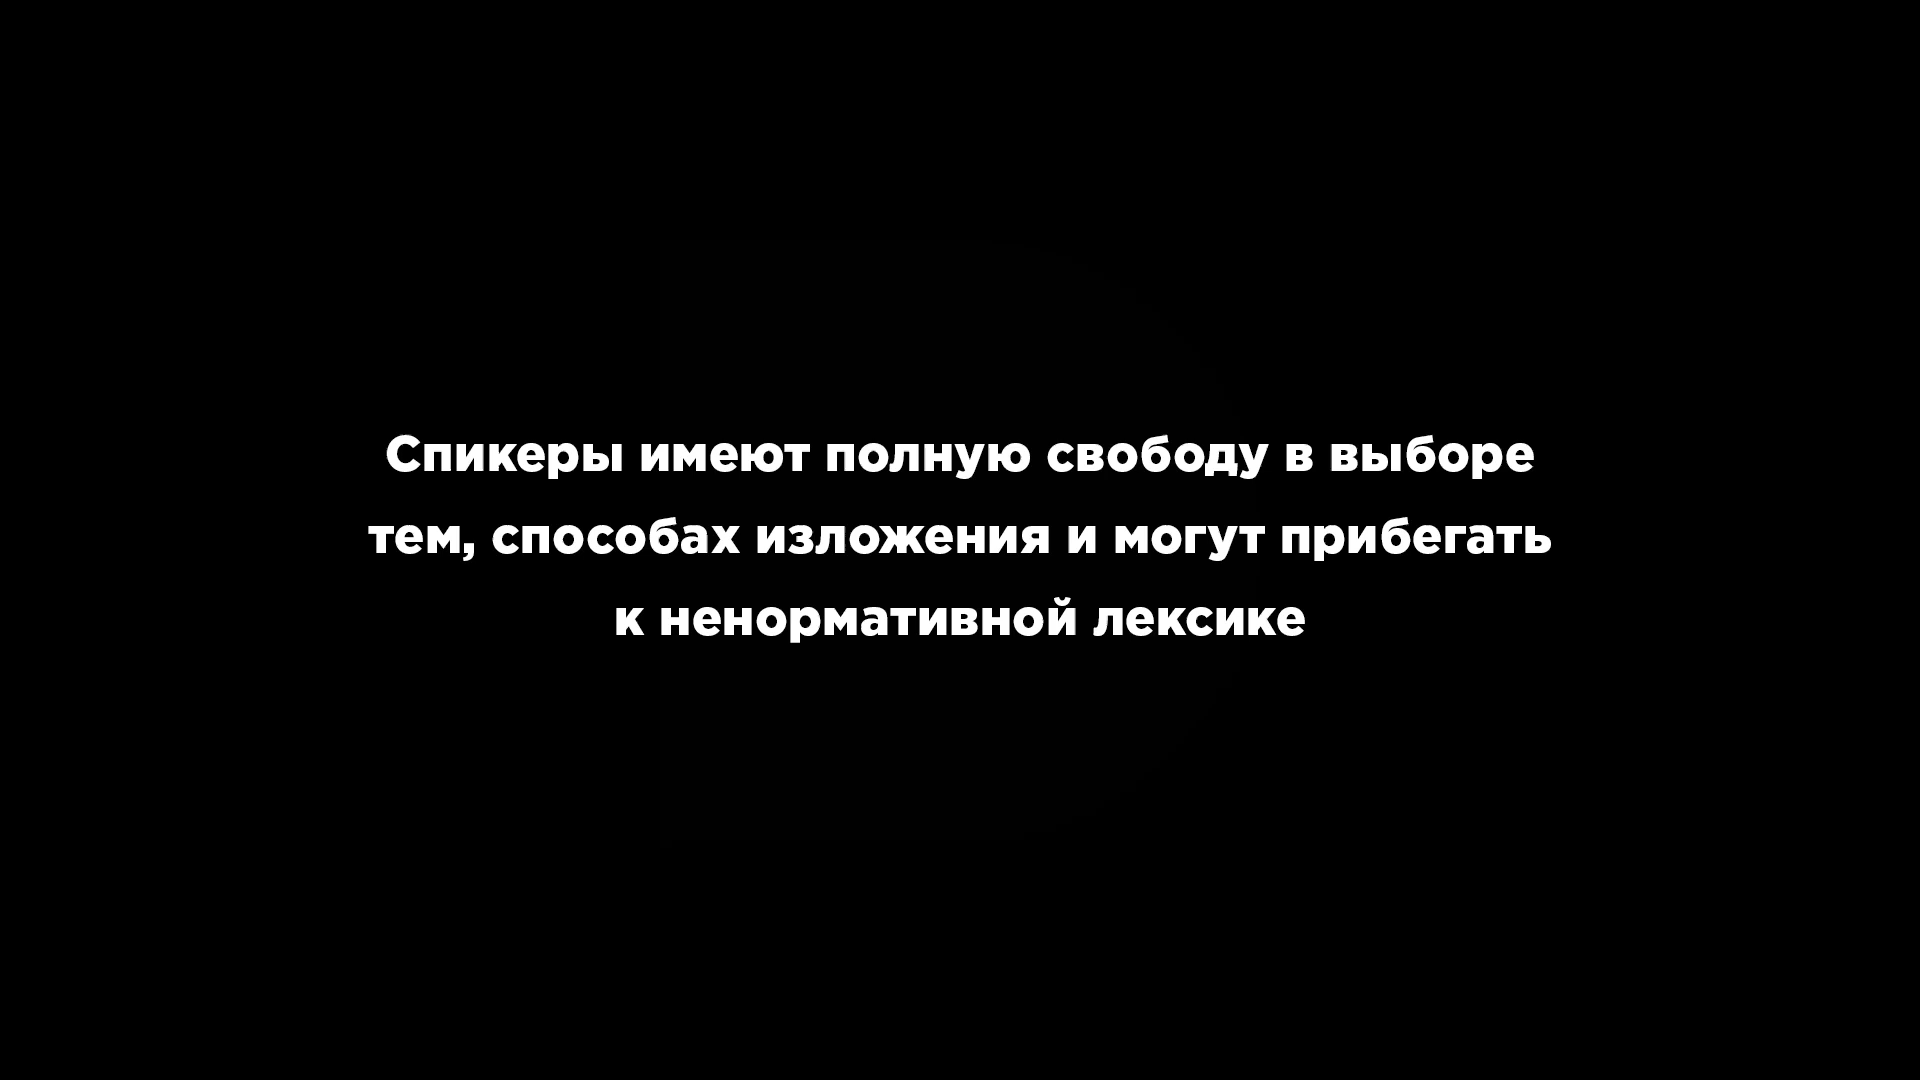 Спикеры имеют полную свободу в выборе
тем, способах изложения и могут прибегать
к ненормативной лексике